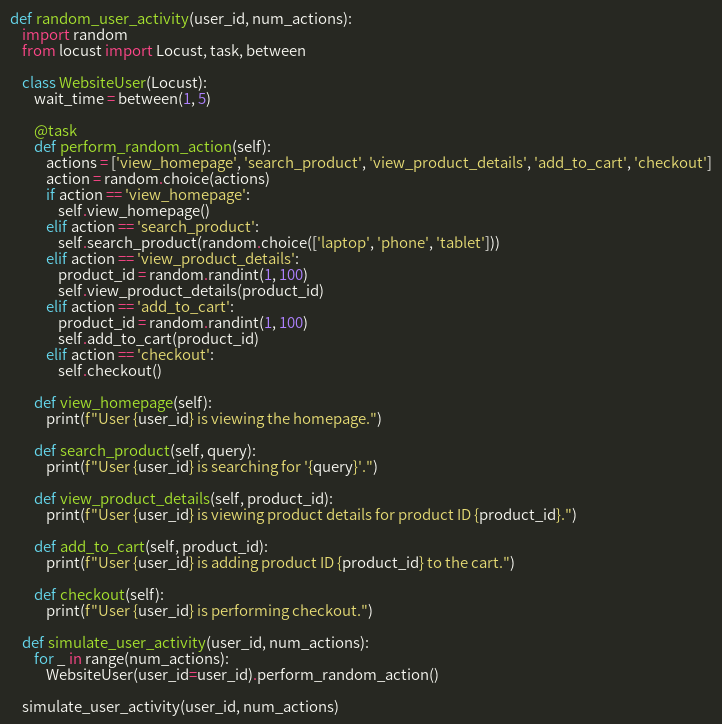 def random_user_activity(user_id, num_actions):
    import random
    from locust import Locust, task, between

    class WebsiteUser(Locust):
        wait_time = between(1, 5)

        @task
        def perform_random_action(self):
            actions = ['view_homepage', 'search_product', 'view_product_details', 'add_to_cart', 'checkout']
            action = random.choice(actions)
            if action == 'view_homepage':
                self.view_homepage()
            elif action == 'search_product':
                self.search_product(random.choice(['laptop', 'phone', 'tablet']))
            elif action == 'view_product_details':
                product_id = random.randint(1, 100)
                self.view_product_details(product_id)
            elif action == 'add_to_cart':
                product_id = random.randint(1, 100)
                self.add_to_cart(product_id)
            elif action == 'checkout':
                self.checkout()

        def view_homepage(self):
            print(f"User {user_id} is viewing the homepage.")

        def search_product(self, query):
            print(f"User {user_id} is searching for '{query}'.")

        def view_product_details(self, product_id):
            print(f"User {user_id} is viewing product details for product ID {product_id}.")

        def add_to_cart(self, product_id):
            print(f"User {user_id} is adding product ID {product_id} to the cart.")

        def checkout(self):
            print(f"User {user_id} is performing checkout.")

    def simulate_user_activity(user_id, num_actions):
        for _ in range(num_actions):
            WebsiteUser(user_id=user_id).perform_random_action()

    simulate_user_activity(user_id, num_actions)